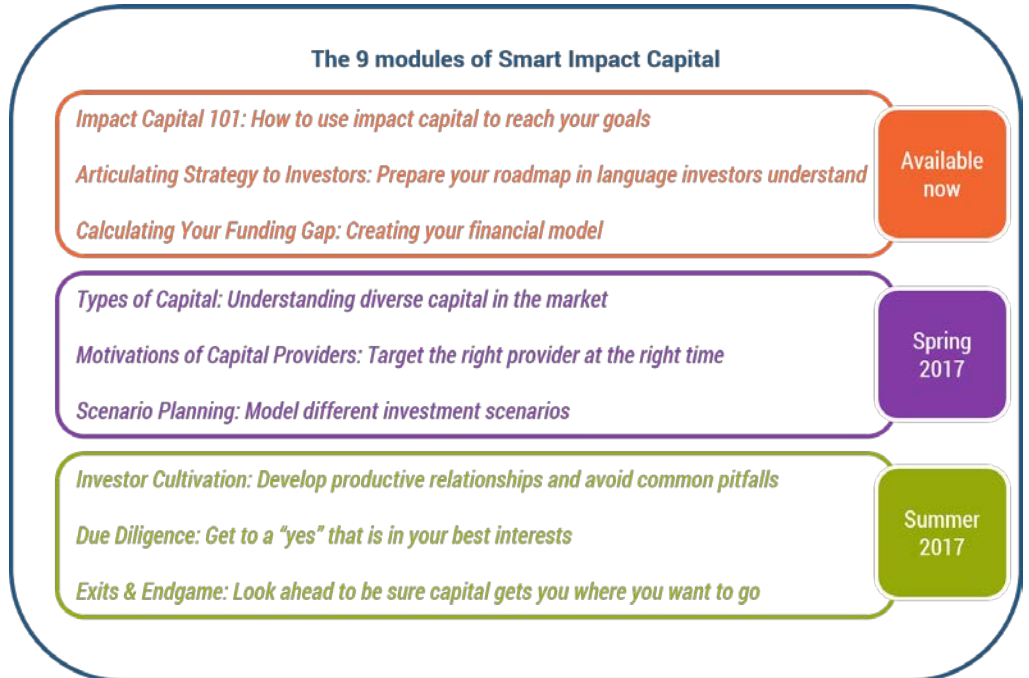 The 9 modules of Smart Impact Capital
Impact Capital 101: How to use impact capital to reach your goals
Articulating Strategy to Investors: Prepare your roadmap in language investors understand
Calculating Your Funding Gap: Creating your financial model
Available
now
Types of Capital: Understanding diverse capital in the market
Motivations of Capital Providers: Target the right provider at the right time
Scenario Planning: Model different investment scenarios
Spring
2017
Investor Cultivation: Develop productive relationships and avoid common pitfalls
Due Diligence: Get to a “yes” that is in your best interests
Exits & Endgame: Look ahead to be sure capital gets you where you want to go
Summer
2017